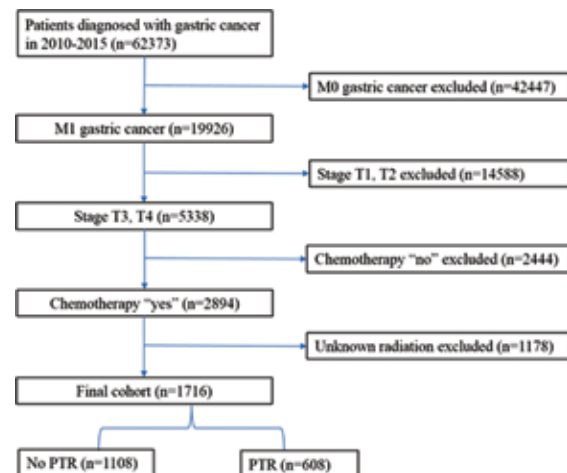 Patients diagnosed with gastric cancer
in 2010-2015 (n=62373)
M0 gastric cancer excluded (n=42447)
M1 gastric cancer (n=19926)
Stage T1, T2 excluded (n=14588)
Stage T3, T4 (n=5338)
Chemotherapy “no” excluded (n=2444)
Chemotherapy “yes” (n=2894)
Unknown radiation excluded (n=1178)
Final cohort (n=1716)
No PTR (n=1108)
PTR (n=608)